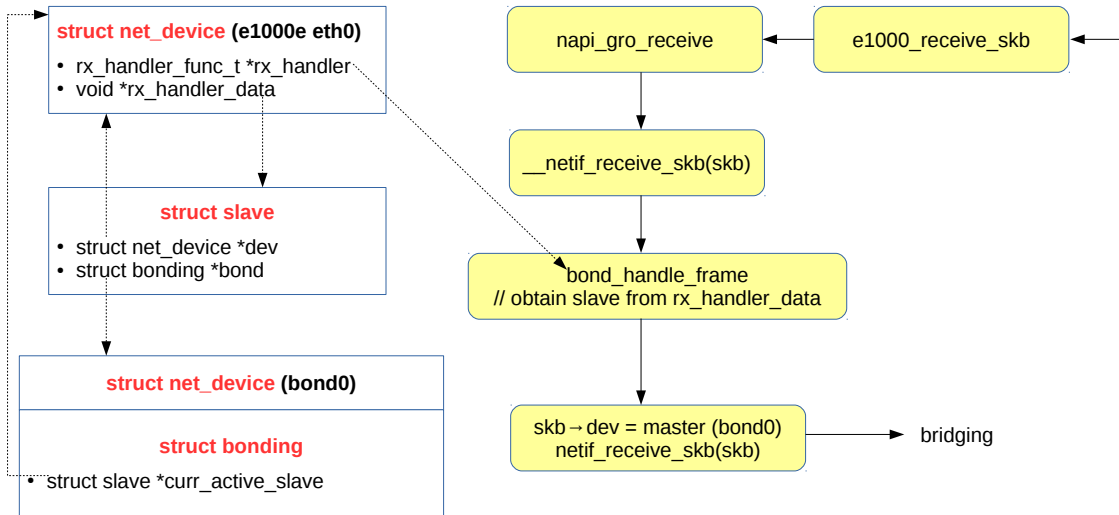 struct net_device (e1000e eth0)
• rx_handler_func_t *rx_handler
• void *rx_handler_data
struct slave
• struct net_device *dev
• struct bonding *bond
struct net_device (bond0)
struct bonding
• struct slave *curr_active_slave
napi_gro_receive
e1000_receive_skb
__netif_receive_skb(skb)
bond_handle_frame
// obtain slave from rx_handler_data
skb→dev = master (bond0)
netif_receive_skb(skb)
bridging